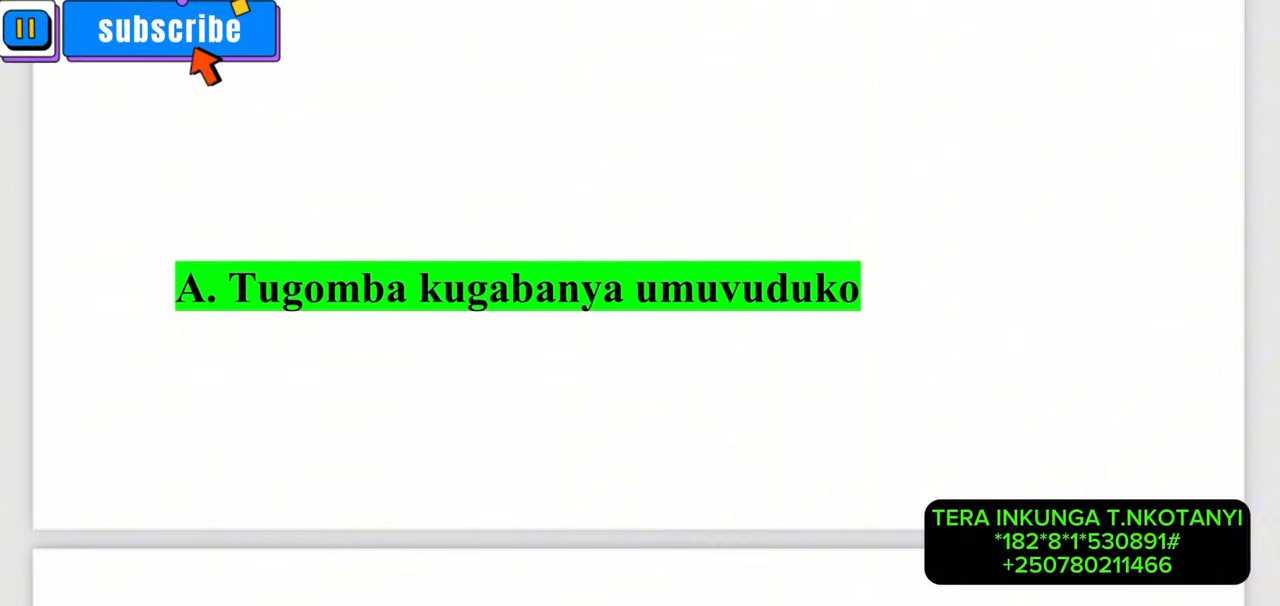 subscribe
A. Tugomba kugabanya umuvuduko
TERA INKUNGA T.NKOTANYI
*182*8*1*530891#
+250780211466